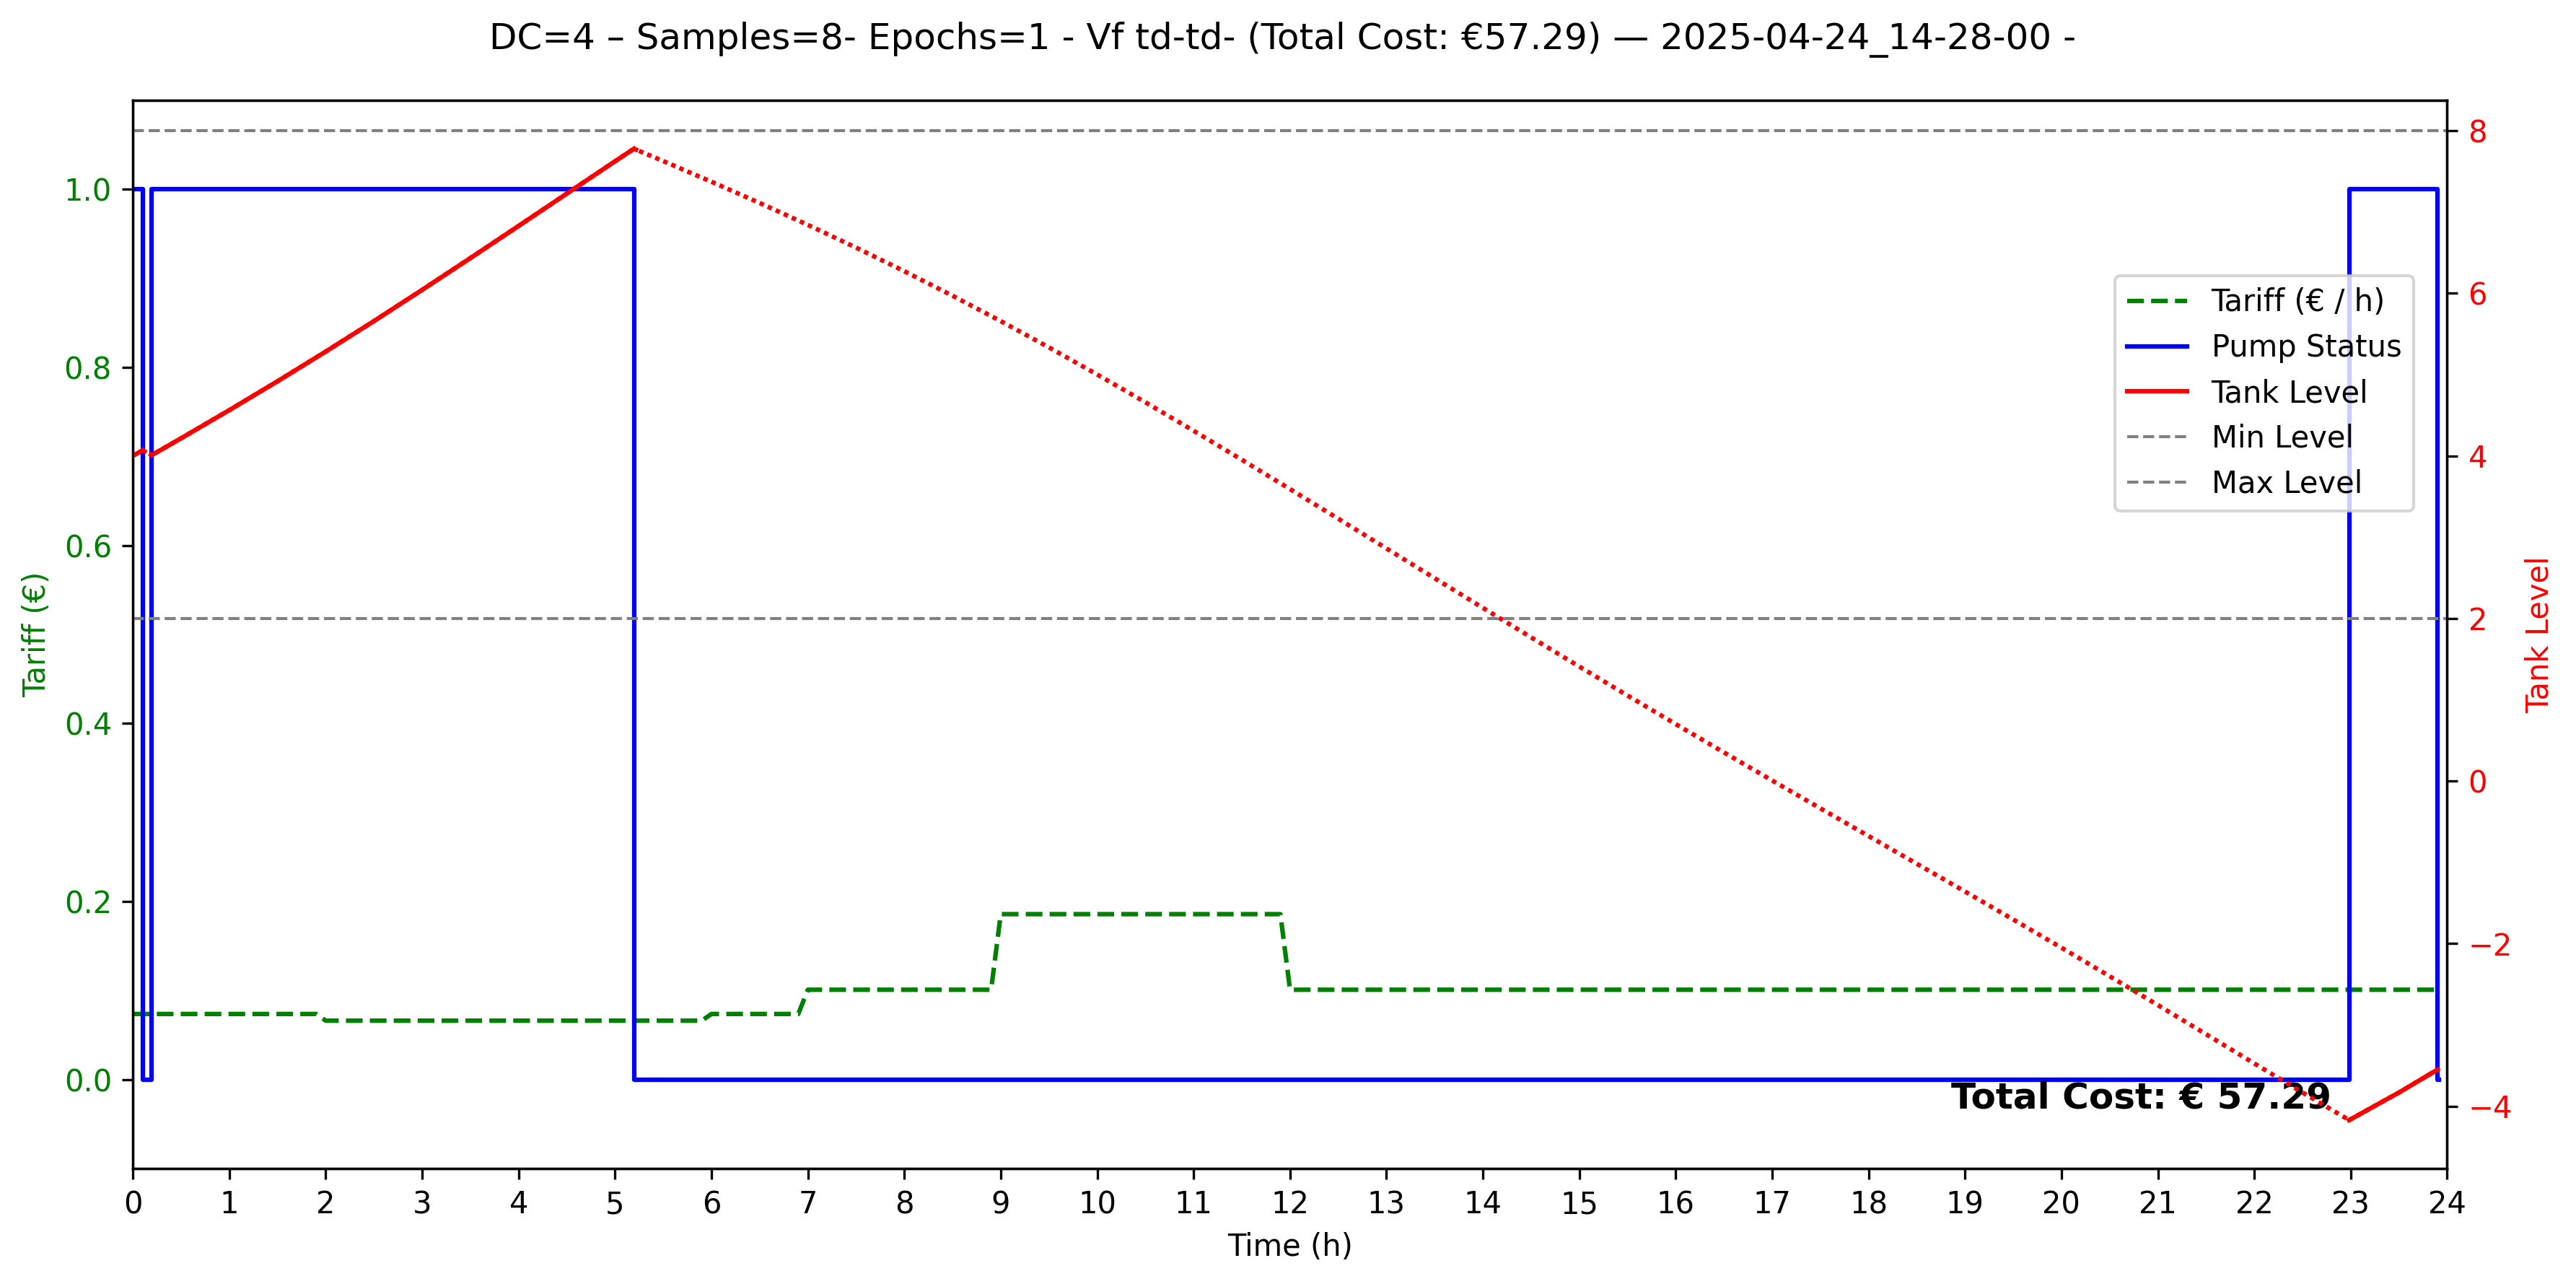 DC=4 – Samples=8- Epochs=1 - Vf td-td- (Total Cost: €57.29) — 2025-04-24_14-28-00 -
1.0
0.8
0.6
0.4
0.2
0.0
Tariff (€)
8
6
4
2
0
−2
−4
Tank Level
Tariff (€ / h)
Pump Status
Tank Level
Min Level
Max Level
Total Cost: € 57.29
0 1 2 3 4 5 6 7 8 9 10 11 12 13 14 15 16 17 18 19 20 21 22 23 24
Time (h)